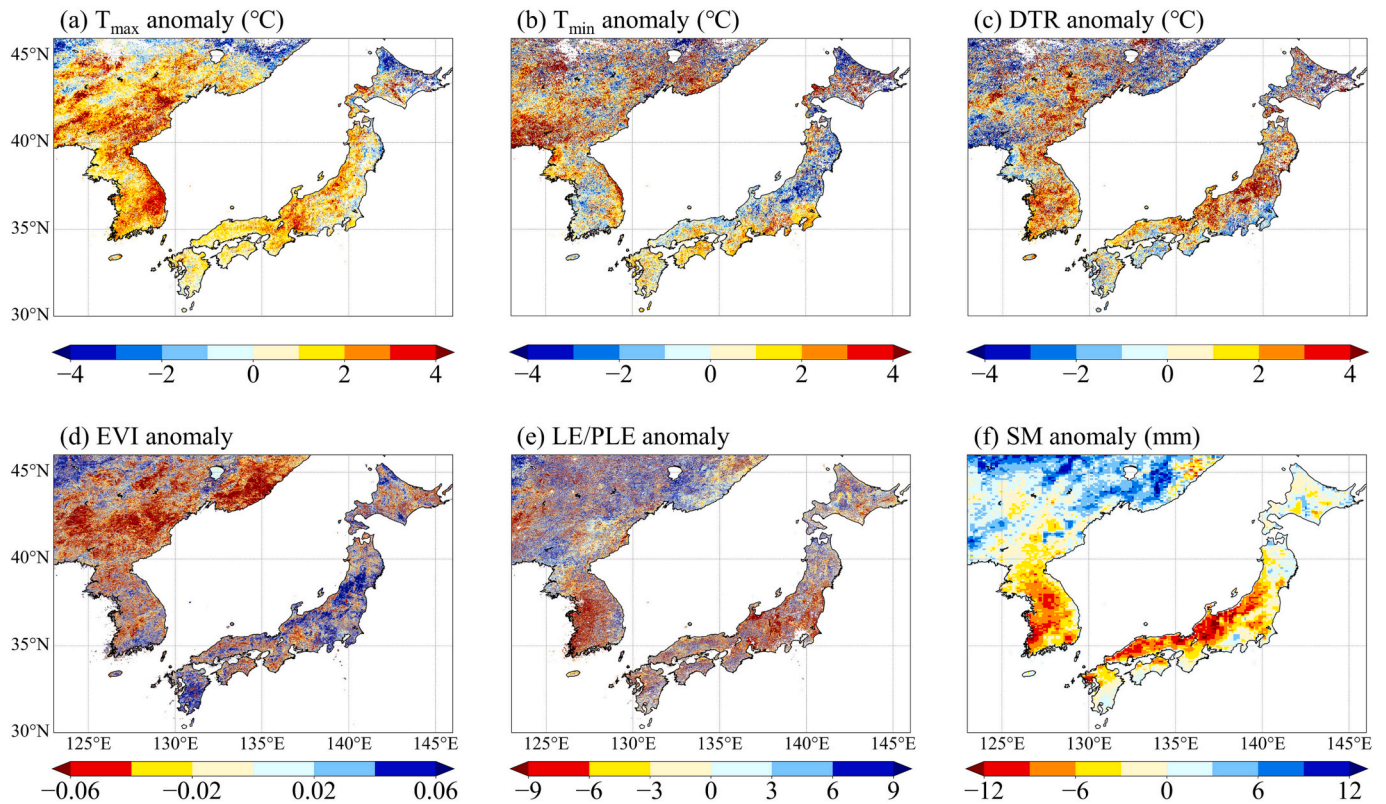 (a) Tmax anomaly (℃) (b) Tmin anomaly (℃) (c) DTR anomaly (℃)
45°N
40°N
35°N
30°N
−4 −2 0 2 4 −4 −2 0 2 4 −4 −2 0 2 4
(d) EVI anomaly (e) LE/PLE anomaly (f) SM anomaly (mm)
45°N
40°N
35°N
30°N
125°E 130°E 135°E 140°E 145°E 125°E 130°E 135°E 140°E 145°E 125°E 130°E 135°E 140°E 145°E
−0.06 −0.02 0.02 0.06 −9 −6 −3 0 3 6 9 −12 −6 0 6 12